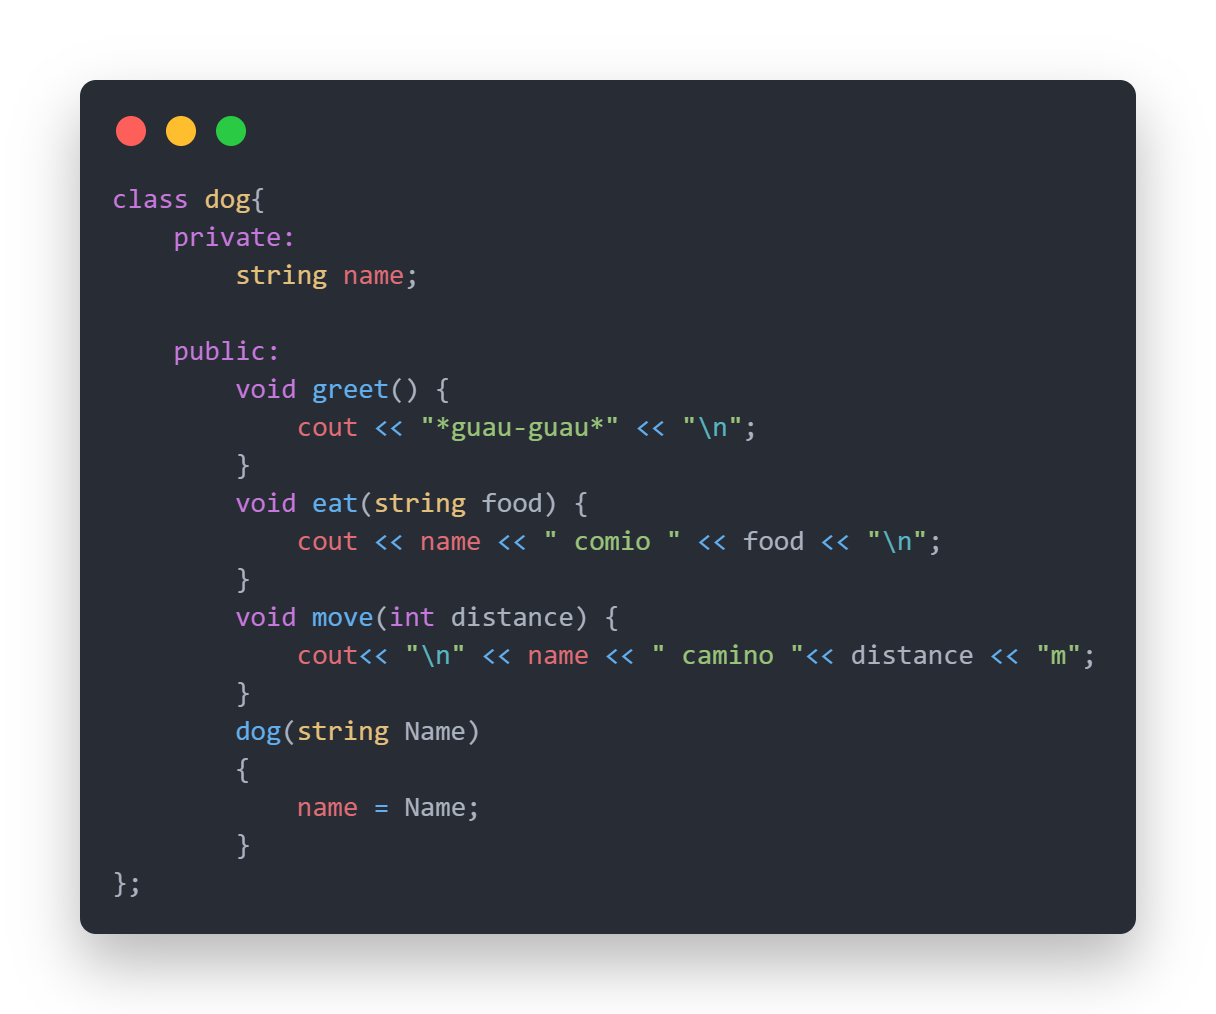 class dog{
    private:
        string name;

    public:
        void greet() {
            cout << "*guau-guau*" << "\n";
        }
        void eat(string food) {
            cout << name << " comio " << food << "\n";
        }
        void move(int distance) {
            cout<< "\n" << name << " camino "<< distance << "m";
        }
        dog(string Name)
        {
            name = Name;
        }
};